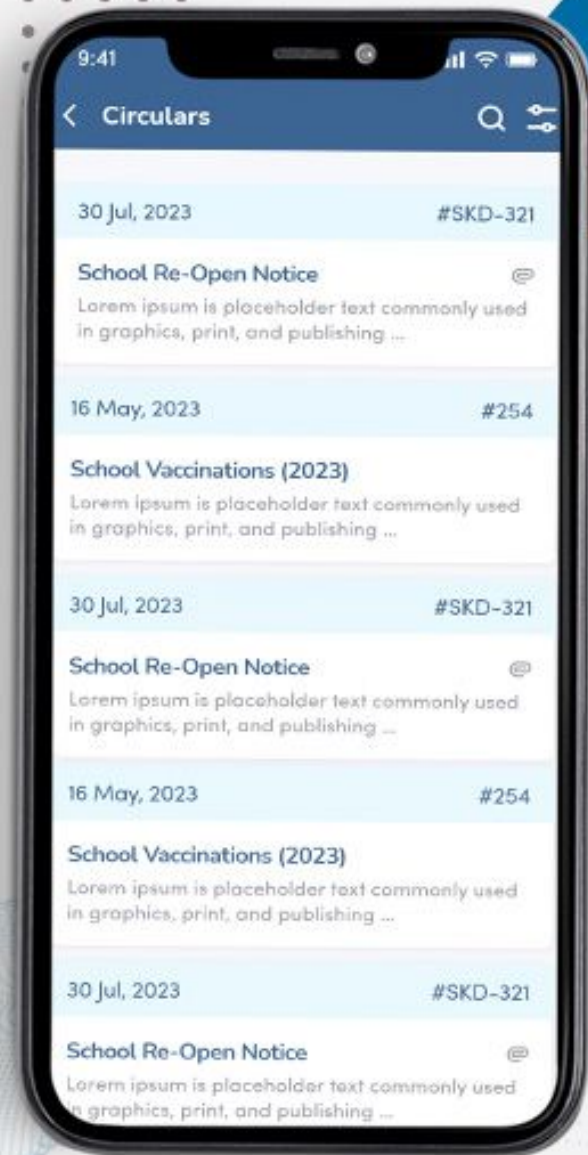 9:41
Circulars
30 Jul, 2023 #SKD-321
School Re-Open Notice
Lorem ipsum is placeholder text commonly used
in graphics, print, and publishing ...
16 May, 2023 #254
School Vaccinations (2023)
Lorem ipsum is placeholder text commonly used
in graphics, print, and publishing ...
30 Jul, 2023 #SKD-321
School Re-Open Notice
Lorem ipsum is placeholder text commonly used
in graphics, print, and publishing ...
16 May, 2023 #254
School Vaccinations (2023)
Lorem ipsum is placeholder text commonly used
in graphics, print, and publishing ...
30 Jul, 2023 #SKD-321
School Re-Open Notice
Lorem ipsum is placeholder text commonly used
in graphics, print, and publishing ...